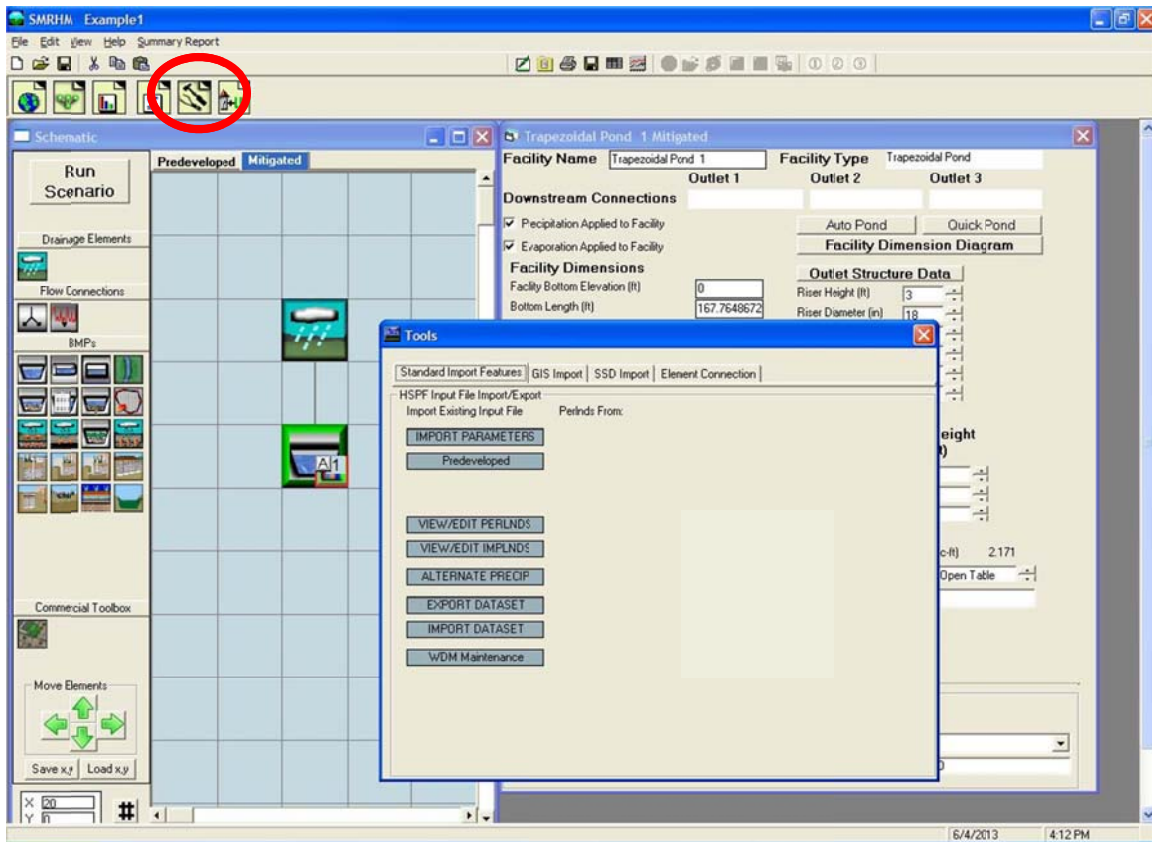 SMRHM Example1
File Edit View Help Summary Report
Schematic
Run
Scenario
Predeveloped Mitigated
Drainage Elements
Flow Connections
BMPs
Commercial Toolbox
Move Elements
Save x,y Load x,y
X 20
Y 0
#
A 1
Trapezoidal Pond 1 Mitigated
Facility Name Trapezoidal Pond 1 Facility Type Trapezoidal Pond
Outlet 1 Outlet 2 Outlet 3
Downstream Connections
Precipitation Applied to Facility Auto Pond Quick Pond
Evaporation Applied to Facility Facility Dimension Diagram
Facility Dimensions Outlet Structure Data
Facility Bottom Elevation (ft) 0 Riser Height (ft) 3
Bottom Length (ft) 167.7648672 Riser Diameter (in) 18
eight
c-ft) 2.171
Open Table
Tools
Standard Import Features GIS Import SSD Import Element Connection
HSPF Input File Import/Export
Import Existing Input File Perlnds From:
IMPORT PARAMETERS
Predeveloped
VIEW/EDIT PERLNDS
VIEW/EDIT IMPLNDS
ALTERNATE PRECIP
EXPORT DATASET
IMPORT DATASET
WDM Maintenance
6/4/2013 4:12 PM